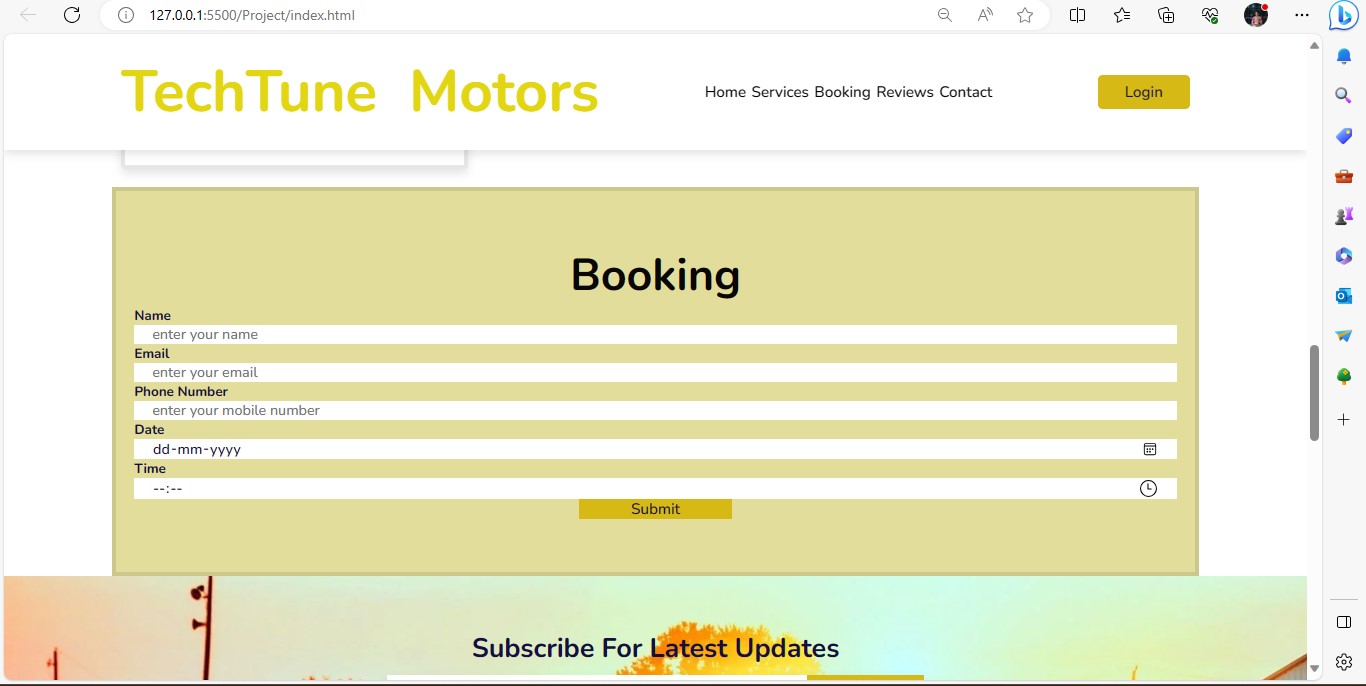 127.0.0.1:5500/Project/index.html
TechTune Motors
Home Services Booking Reviews Contact
Login
Booking
Name
enter your name
Email
enter your email
Phone Number
enter your mobile number
Date
dd-mm-yyyy
Time
--:--
Submit
Subscribe For Latest Updates